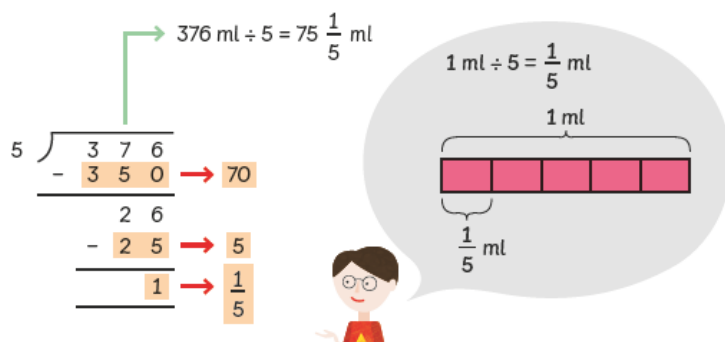 376 ml ÷ 5 = 75 1/5 ml
5 376
- 350 → 70
26
- 25 → 5
1 → 1/5
1 ml ÷ 5 = 1/5 ml
1 ml
1/5 ml